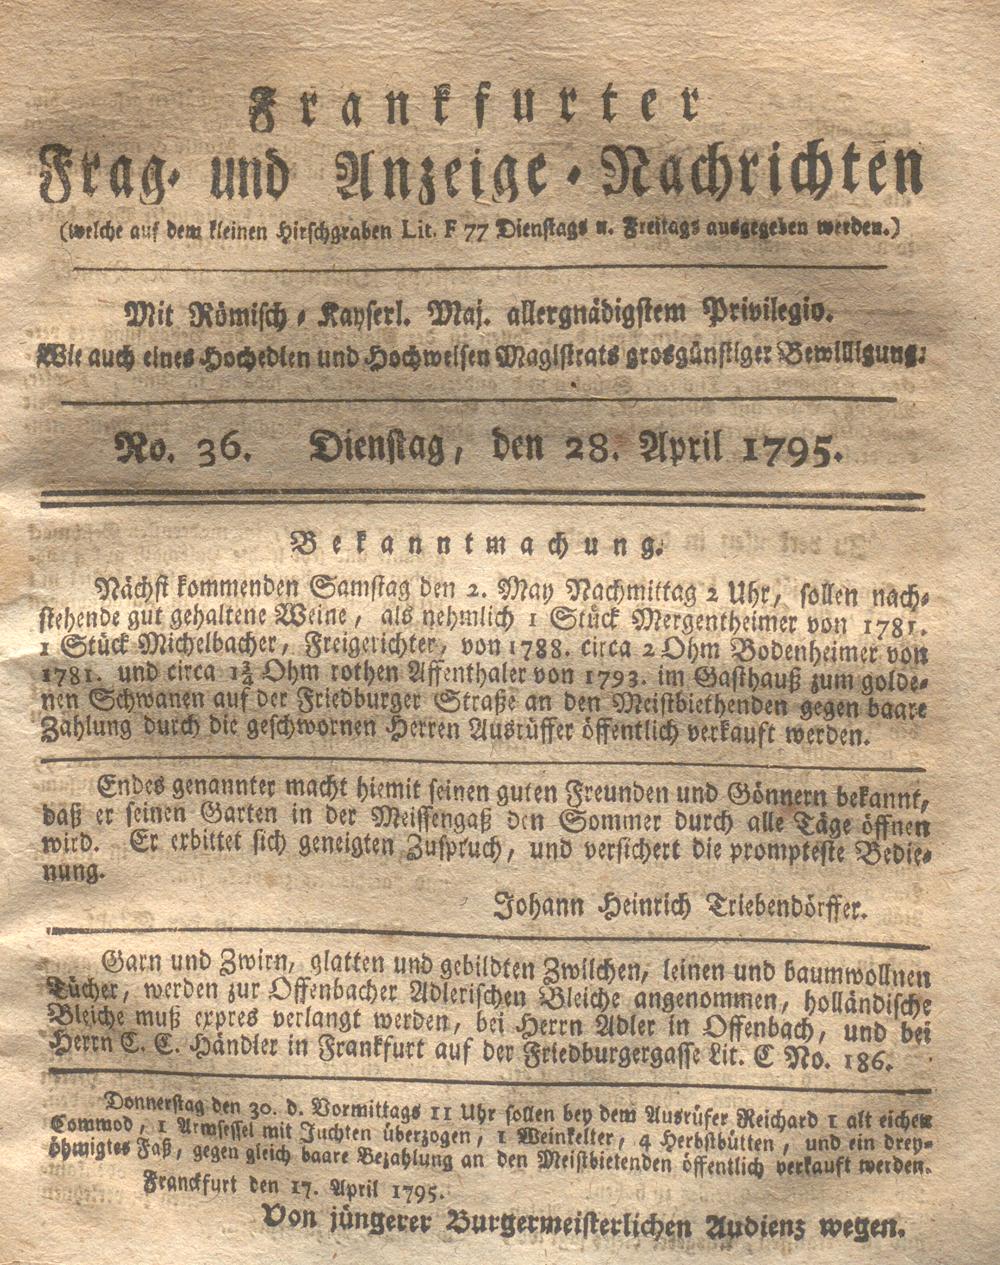 Frankfurter
Frag- und Anzeige-Nachrichten
(welche auf dem kleinen Hirschgraben Lit. F 77 Dienstags u. Freitags ausgegeben werden.)
Mit Römisch-Kayserl. Maj. allergnädigstem Privilegio.
Wie auch eines Hochedlen und Hochweisen Magistrats grosgünstiger Bewilligung.
No. 36. Dienstag, den 28. April 1795.
Bekanntmachung.
Nächst kommenden Samstag den 2. May Nachmittag 2 Uhr, sollen nach-
stehende gut gehaltene Weine, als nehmlich 1 Stück Mergentheimer von 1781.
1 Stück Michelbacher, Freigerichter, von 1788. circa 2 Ohm Bodenheimer von
1781. und circa 1¾ Ohm rothen Affenthaler von 1793. im Gasthauß zum golde-
nen Schwanen auf der Friedburger Straße an den Meistbiethenden gegen baare
Zahlung durch die geschwornen Herren Ausrüffer öffentlich verkauft werden.
Endes genannter macht hiemit seinen guten Freunden und Gönnern bekannt,
daß er seinen Garten in der Meissengaß den Sommer durch alle Täge öffnen
wird. Er erbittet sich geneigten Zuspruch, und versichert die prompteste Bedie-
nung.
Johann Heinrich Triebendörffer.
Garn und Zwirn, glatten und gebildten Zwilchen, leinen und baumwollnen
Tücher, werden zur Offenbacher Adlerischen Bleiche angenommen, holländische
Bleiche muß expres verlangt werden, bei Herrn Adler in Offenbach, und bei
Herrn C. C. Händler in Frankfurt auf der Friedburgergasse Lit. C No. 186.
Donnerstag den 30. d. Vormittags 11 Uhr sollen bey dem Ausrüfer Reichard 1 alt eichen
Commod, 1 Armsessel mit Juchten überzogen, 1 Weinkelter, 4 Herbstbütten, und ein drey-
öhmigtes Faß, gegen gleich baare Bezahlung an den Meistbietenden öffentlich verkauft werden.
Franckfurt den 17. April 1795.
Von jüngerer Burgermeisterlichen Audienz wegen.